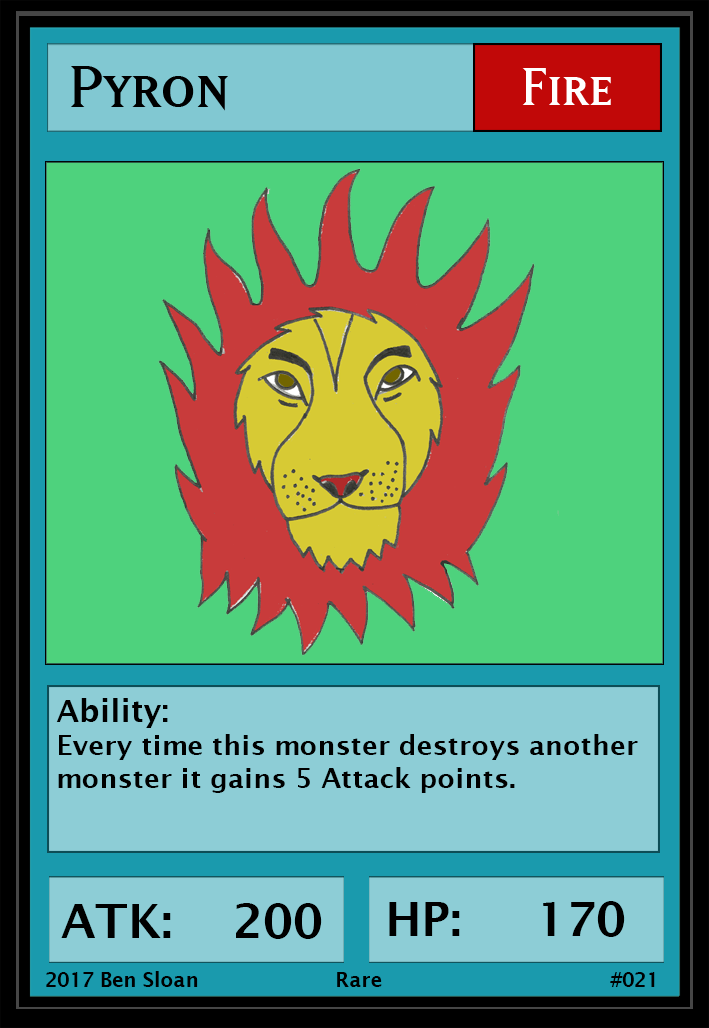 Pyron
Fire
Ability:
Every time this monster destroys another
monster it gains 5 Attack points.
ATK: 200
HP: 170
2017 Ben Sloan
Rare
#021